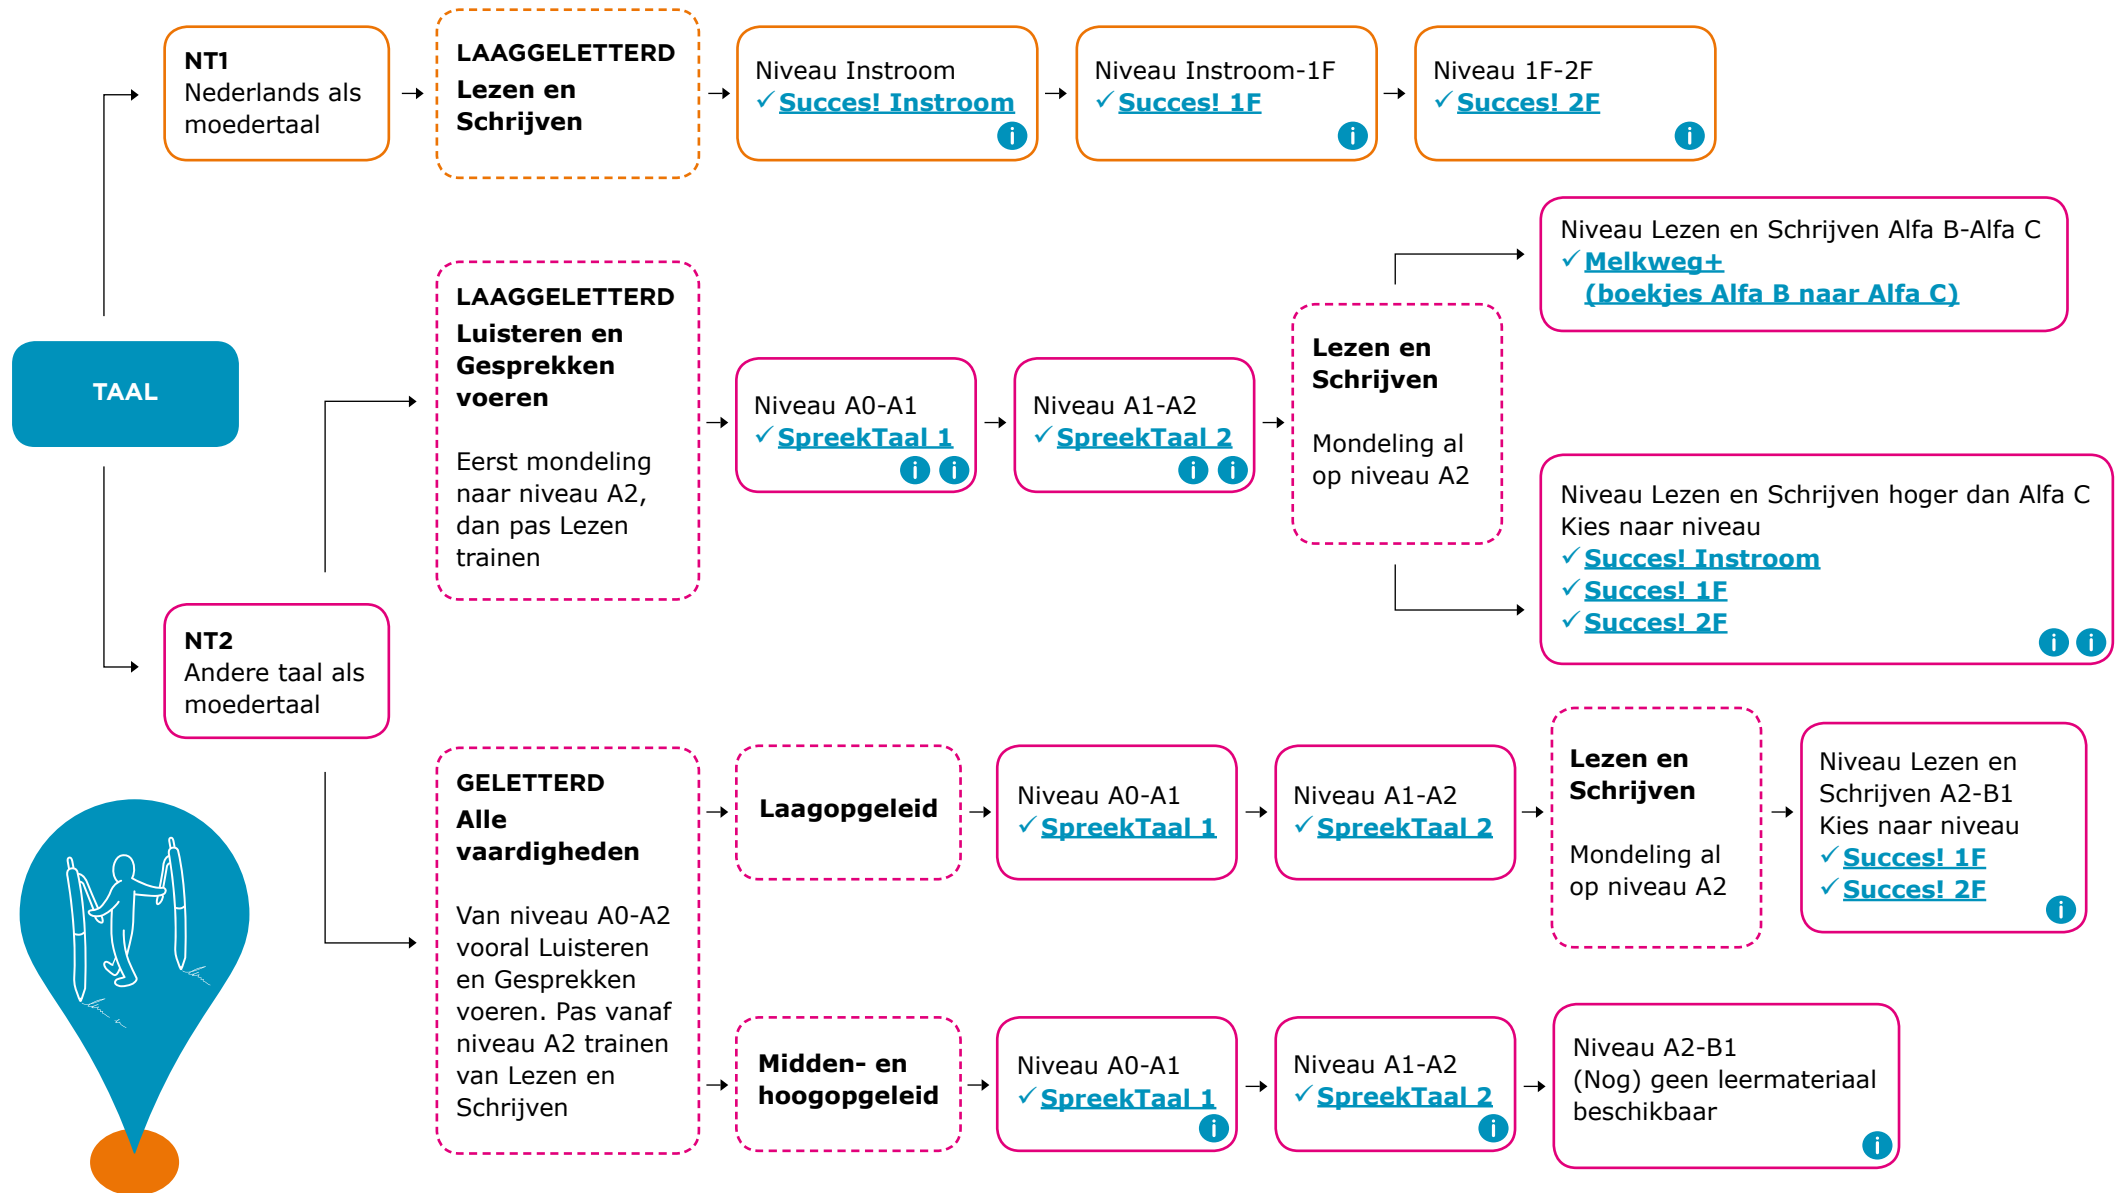 TAAL
NT1
Nederlands als
moedertaal
LAAGGELETTERD
Lezen en
Schrijven
Niveau Instroom
✓ Succes! Instroom
i
Niveau Instroom-1F
✓ Succes! 1F
i
Niveau 1F-2F
✓ Succes! 2F
i
NT2
Andere taal als
moedertaal
LAAGGELETTERD
Luisteren en
Gesprekken
voeren
Eerst mondeling
naar niveau A2,
dan pas Lezen
trainen
Niveau A0-A1
✓ SpreekTaal 1
i i
Niveau A1-A2
✓ SpreekTaal 2
i i
Lezen en
Schrijven
Mondeling al
op niveau A2
Niveau Lezen en Schrijven Alfa B-Alfa C
✓ Melkweg+
(boekjes Alfa B naar Alfa C)
Niveau Lezen en Schrijven hoger dan Alfa C
Kies naar niveau
✓ Succes! Instroom
✓ Succes! 1F
✓ Succes! 2F
i i
GELETTERD
Alle
vaardigheden
Van niveau A0-A2
vooral Luisteren
en Gesprekken
voeren. Pas vanaf
niveau A2 trainen
van Lezen en
Schrijven
Laagopgeleid
Niveau A0-A1
✓ SpreekTaal 1
Niveau A1-A2
✓ SpreekTaal 2
Lezen en
Schrijven
Mondeling al
op niveau A2
Niveau Lezen en
Schrijven A2-B1
Kies naar niveau
✓ Succes! 1F
✓ Succes! 2F
i
Midden- en
hoogopgeleid
Niveau A0-A1
✓ SpreekTaal 1
i
Niveau A1-A2
✓ SpreekTaal 2
i
Niveau A2-B1
(Nog) geen leermateriaal
beschikbaar
i